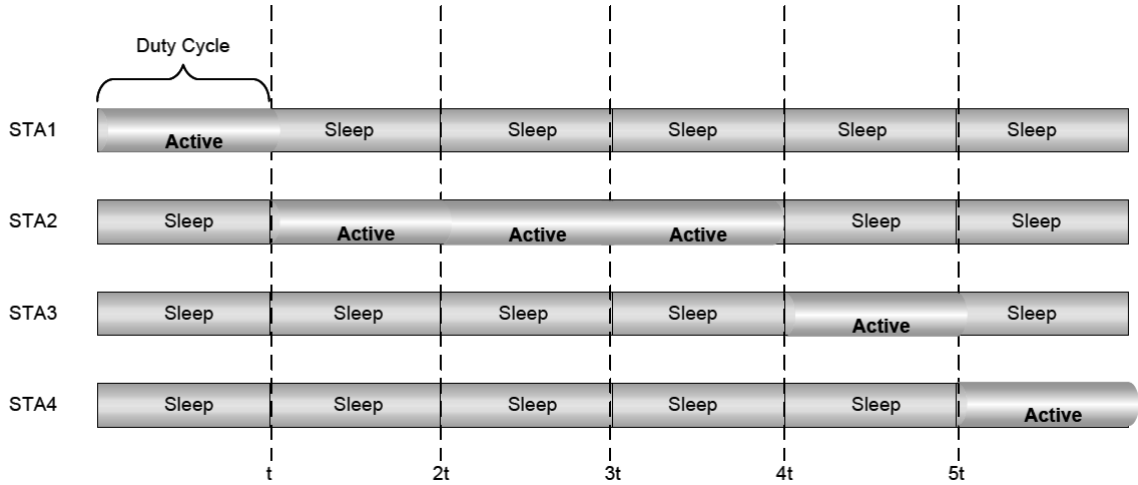 Duty Cycle
STA1 Active Sleep Sleep Sleep Sleep Sleep
STA2 Sleep Active Active Active Sleep Sleep
STA3 Sleep Sleep Sleep Sleep Active Sleep
STA4 Sleep Sleep Sleep Sleep Sleep Active
t 2t 3t 4t 5t